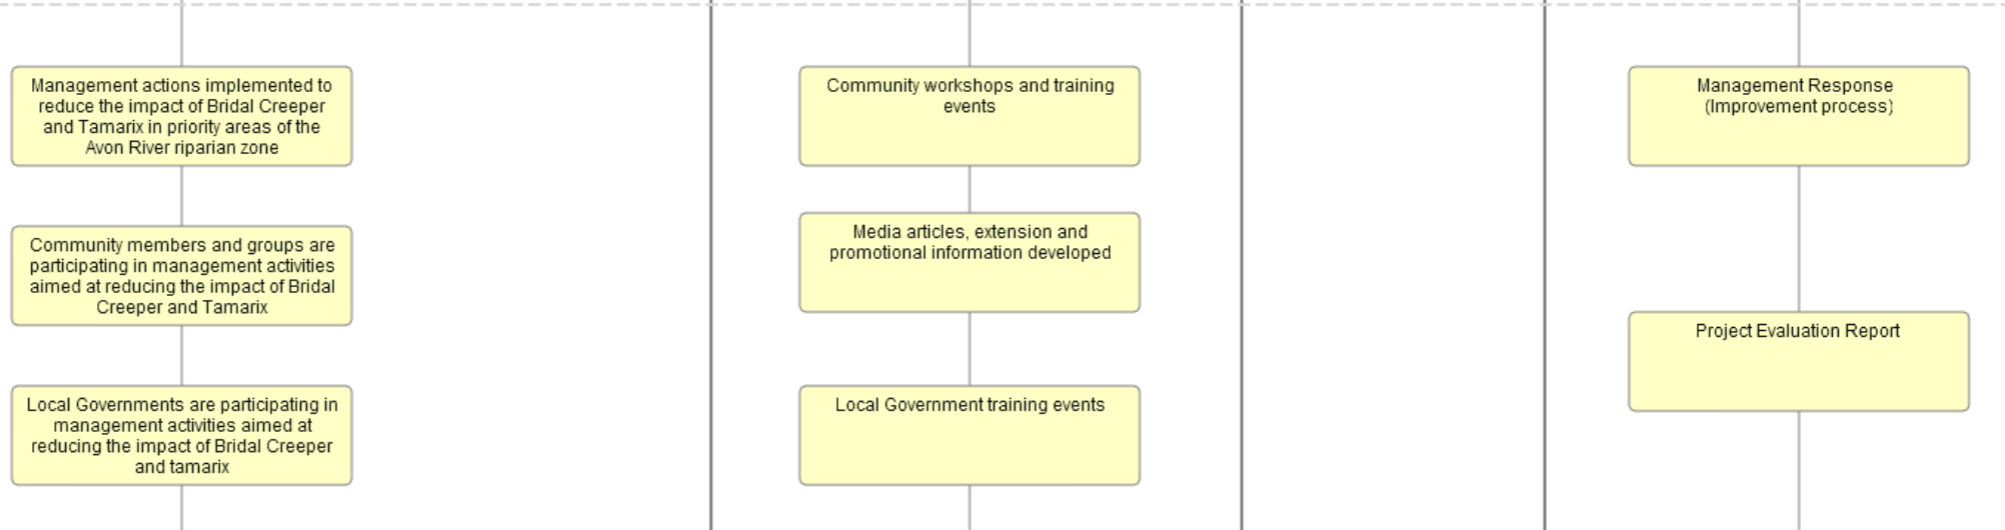 Management actions implemented to
reduce the impact of Bridal Creeper
and Tamarix in priority areas of the
Avon River riparian zone
Community members and groups are
participating in management activities
aimed at reducing the impact of Bridal
Creeper and Tamarix
Local Governments are participating in
management activities aimed at
reducing the impact of Bridal Creeper
and tamarix
Community workshops and training
events
Media articles, extension and
promotional information developed
Local Government training events
Management Response
(Improvement process)
Project Evaluation Report